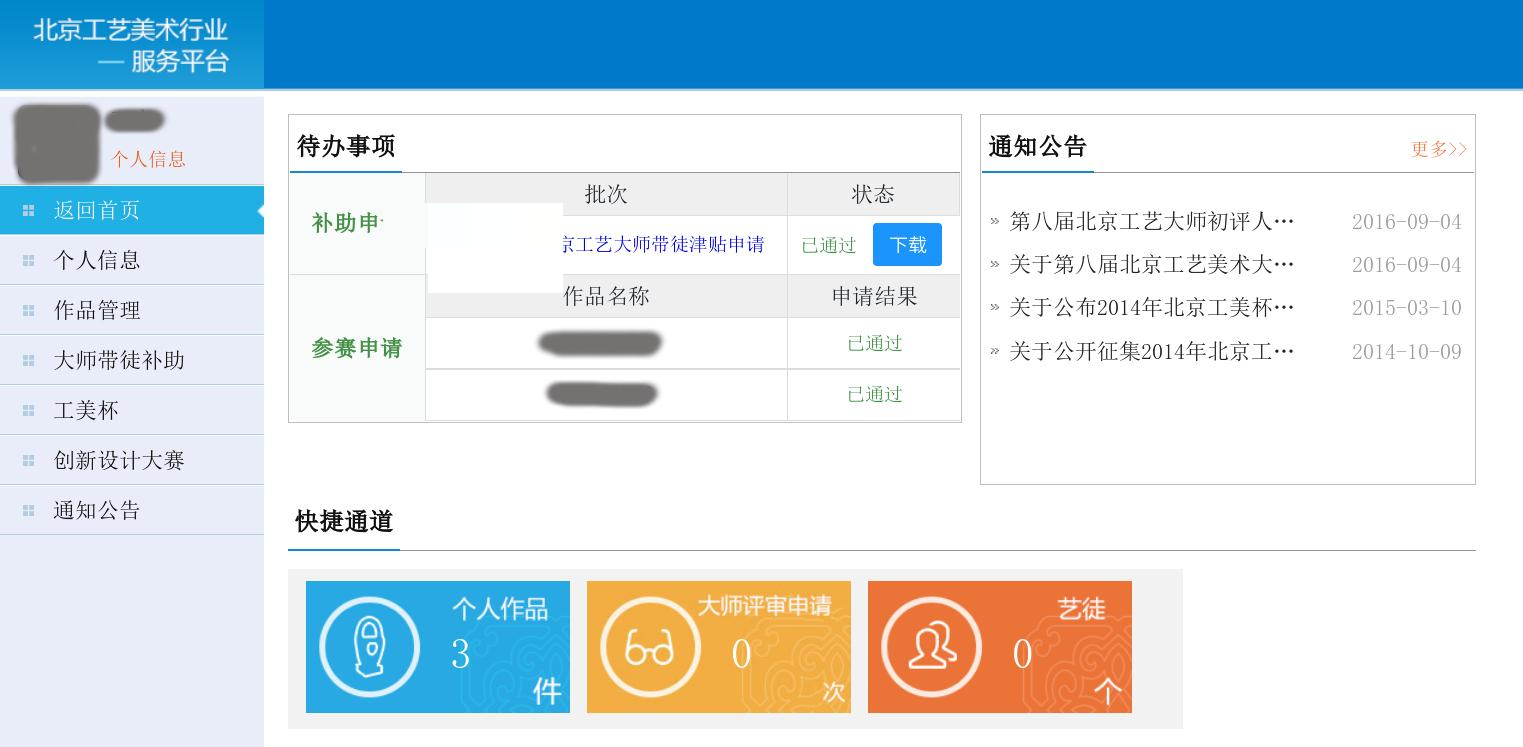 北京工艺美术行业
— 服务平台
个人信息
返回首页
个人信息
作品管理
大师带徒补助
工美杯
创新设计大赛
通知公告
待办事项
批次 状态
补助申
京工艺大师带徒津贴申请 已通过 下载
作品名称 申请结果
参赛申请
已通过
已通过
通知公告 更多>>
» 第八届北京工艺大师初评人… 2016-09-04
» 关于第八届北京工艺美术大… 2016-09-04
» 关于公布2014年北京工美杯… 2015-03-10
» 关于公开征集2014年北京工… 2014-10-09
快捷通道
个人作品
3
件
大师评审申请
0
次
艺徒
0
个